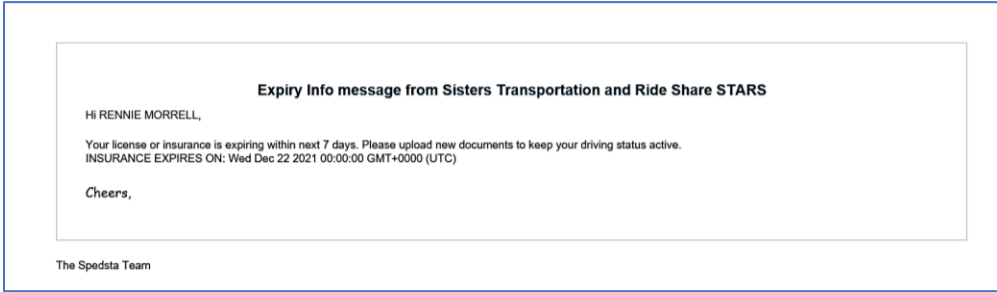 Expiry Info message from Sisters Transportation and Ride Share STARS
Hi RENNIE MORRELL,
Your license or insurance is expiring within next 7 days. Please upload new documents to keep your driving status active.
INSURANCE EXPIRES ON: Wed Dec 22 2021 00:00:00 GMT+0000 (UTC)
Cheers,
The Spedsta Team